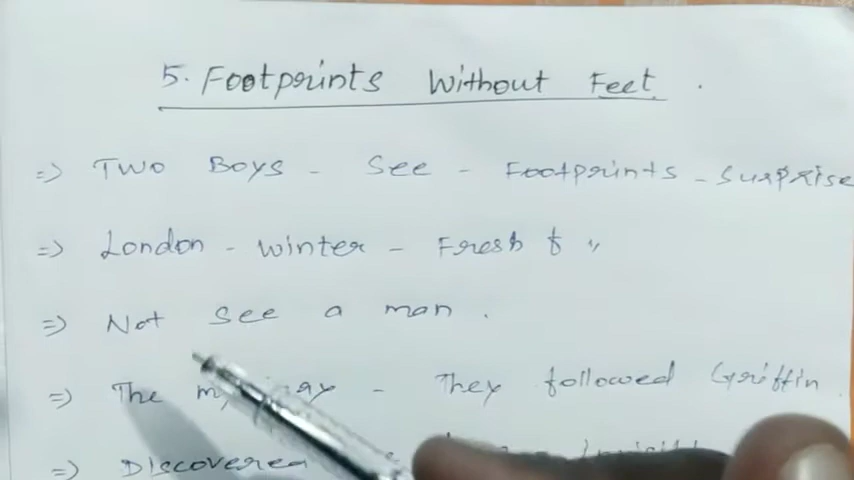 5. Footprints Without Feet.
=> Two Boys - See - Footprints - Surprise
=> London - Winter - Fresh f "
=> Not See a man.
=> The - They followed Griffin.
=> Discovered